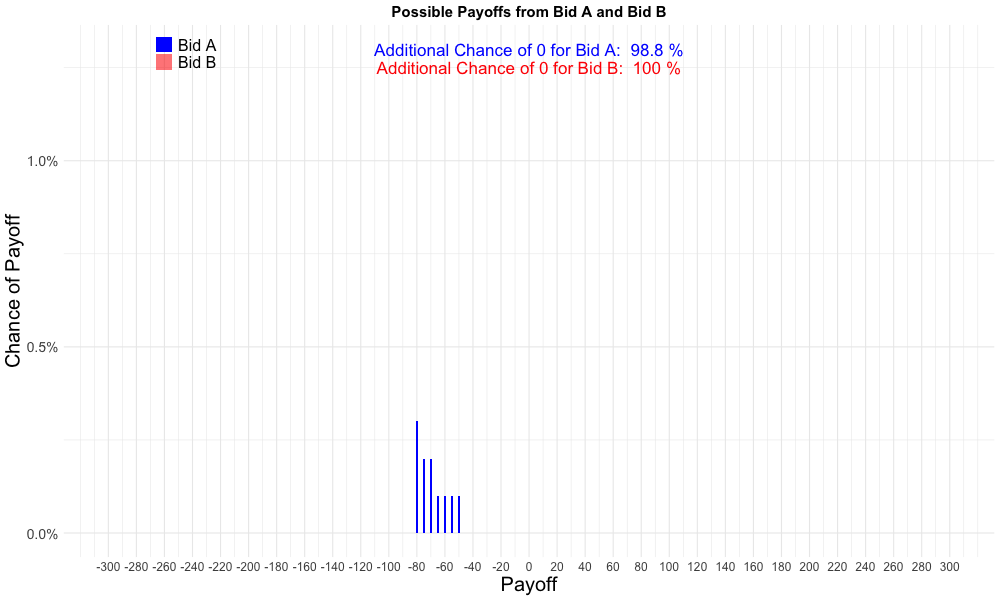 Possible Payoffs from Bid A and Bid B
Bid A
Bid B
Additional Chance of 0 for Bid A:  98.8 %
Additional Chance of 0 for Bid B:  100 %
Chance of Payoff
1.0%
0.5%
0.0%
-300 -280 -260 -240 -220 -200 -180 -160 -140 -120 -100 -80 -60 -40 -20 0 20 40 60 80 100 120 140 160 180 200 220 240 260 280 300
Payoff